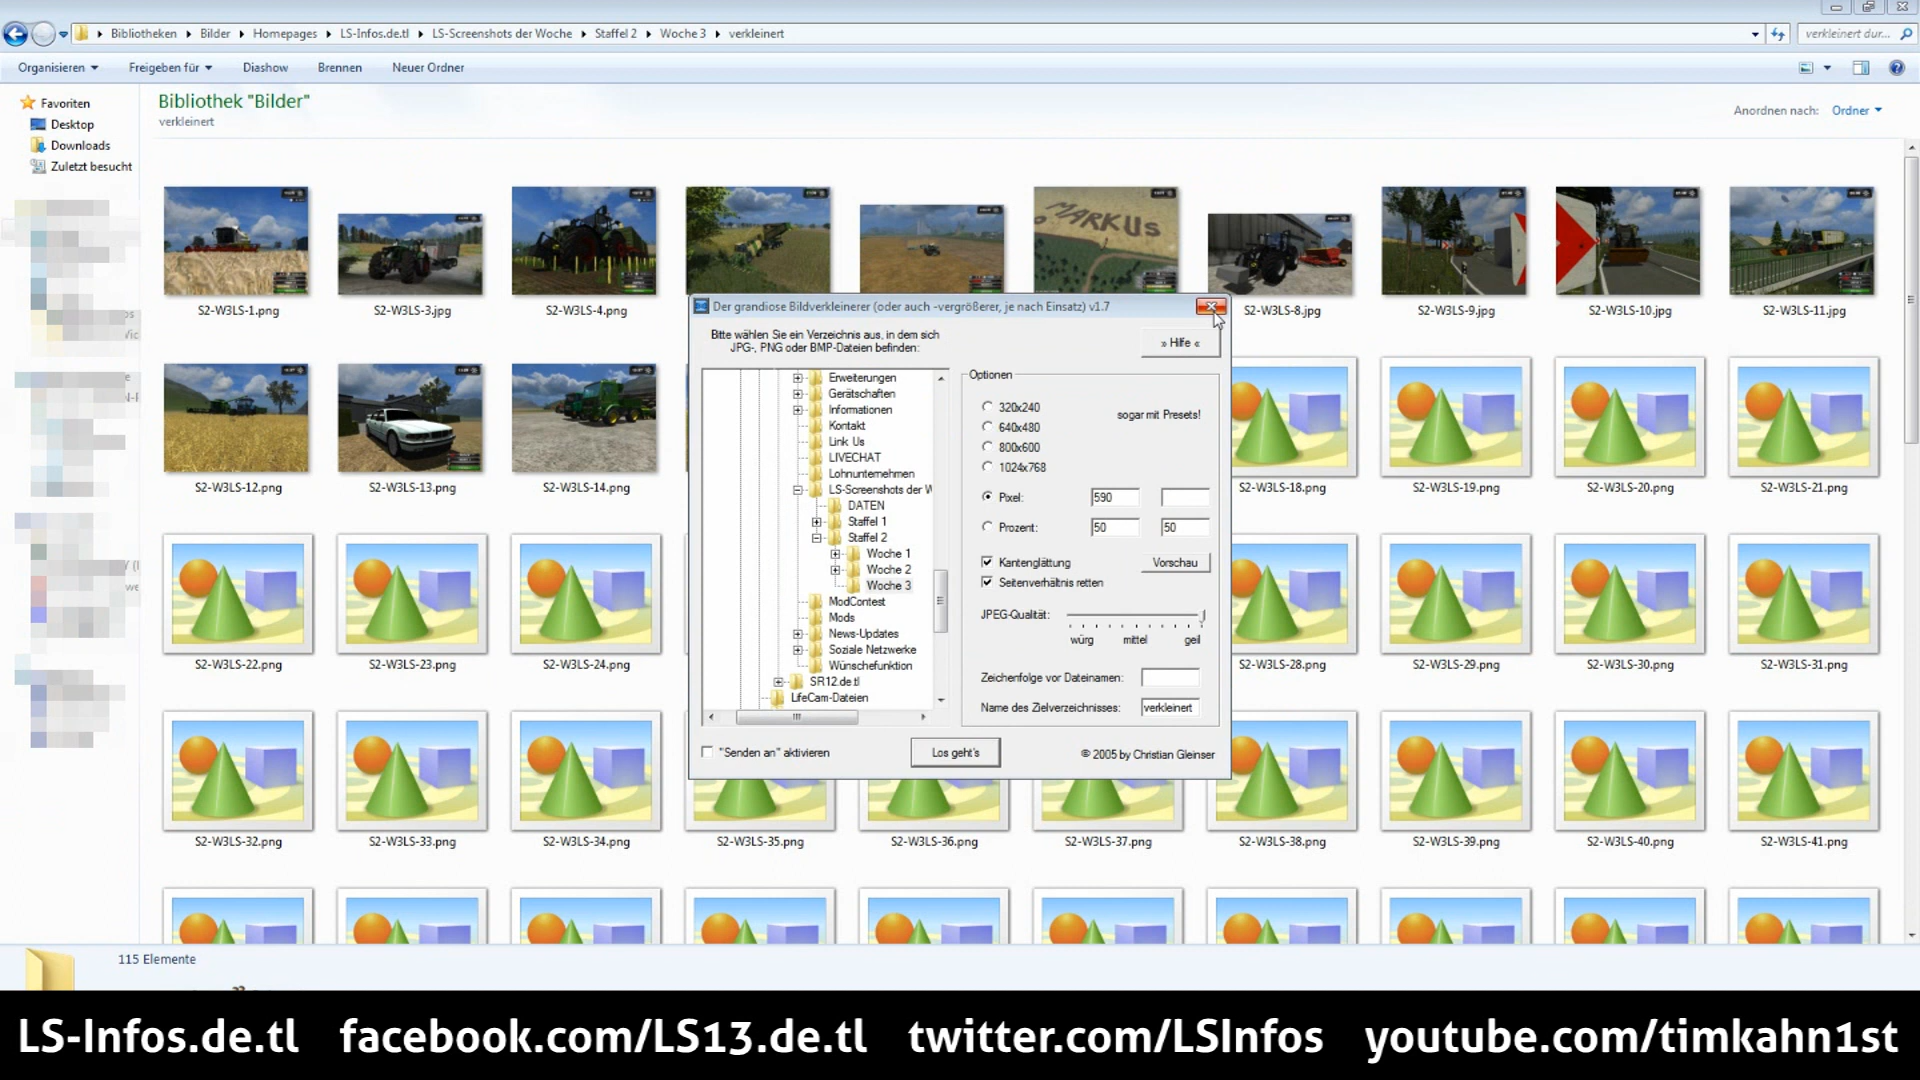 Bibliotheken Bilder Homepages LS-Infos.de.tl LS-Screenshots der Woche Staffel 2 Woche 3 verkleinert
verkleinert dur...
Organisieren Freigeben für Diashow Brennen Neuer Ordner
Favoriten
Desktop
Downloads
Zuletzt besucht
Bibliothek "Bilder"
verkleinert
Anordnen nach: Ordner
MARKUS
S2-W3LS-1.png S2-W3LS-3.jpg S2-W3LS-4.png S2-W3LS-8.jpg S2-W3LS-9.jpg S2-W3LS-10.jpg S2-W3LS-11.jpg
S2-W3LS-12.png S2-W3LS-13.png S2-W3LS-14.png S2-W3LS-18.png S2-W3LS-19.png S2-W3LS-20.png S2-W3LS-21.png
S2-W3LS-22.png S2-W3LS-23.png S2-W3LS-24.png S2-W3LS-28.png S2-W3LS-29.png S2-W3LS-30.png S2-W3LS-31.png
S2-W3LS-32.png S2-W3LS-33.png S2-W3LS-34.png S2-W3LS-35.png S2-W3LS-36.png S2-W3LS-37.png S2-W3LS-38.png S2-W3LS-39.png S2-W3LS-40.png S2-W3LS-41.png
Der grandiose Bildverkleinerer (oder auch -vergrößerer, je nach Einsatz) v1.7
Bitte wählen Sie ein Verzeichnis aus, in dem sich
JPG-, PNG oder BMP-Dateien befinden:
» Hilfe «
Erweiterungen
Gerätschaften
Informationen
Kontakt
Link Us
LIVECHAT
Lohnunternehmen
LS-Screenshots der W
DATEN
Staffel 1
Staffel 2
Woche 1
Woche 2
Woche 3
ModContest
Mods
News-Updates
Soziale Netzwerke
Wünschefunktion
SR12.de.tl
LifeCam-Dateien
Optionen
320x240
sogar mit Presets!
640x480
800x600
1024x768
Pixel: 590
Prozent: 50 50
Kantenglättung Vorschau
Seitenverhältnis retten
JPEG-Qualität:
würg mittel geil
Zeichenfolge vor Dateinamen:
Name des Zielverzeichnisses: verkleinert
"Senden an" aktivieren Los geht's © 2005 by Christian Gleinser
115 Elemente
LS-Infos.de.tl facebook.com/LS13.de.tl twitter.com/LSInfos youtube.com/timkahn1st